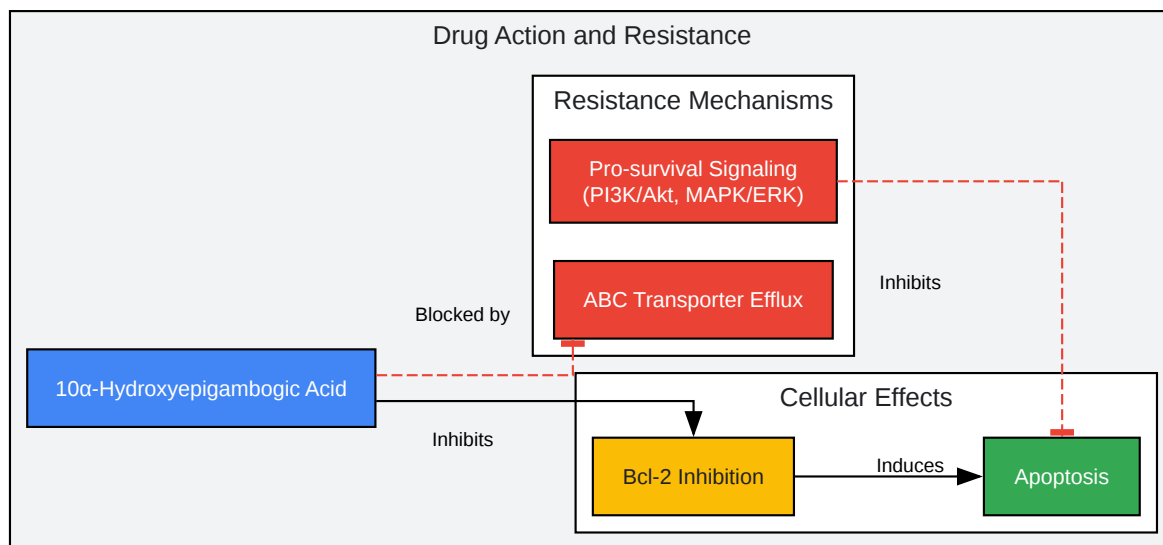 Drug Action and Resistance
Resistance Mechanisms
Pro-survival Signaling
(PI3K/Akt, MAPK/ERK)
Inhibits
ABC Transporter Efflux
Blocked by
10α-Hydroxyepigambogic Acid
Cellular Effects
Inhibits
Bcl-2 Inhibition
Induces
Apoptosis